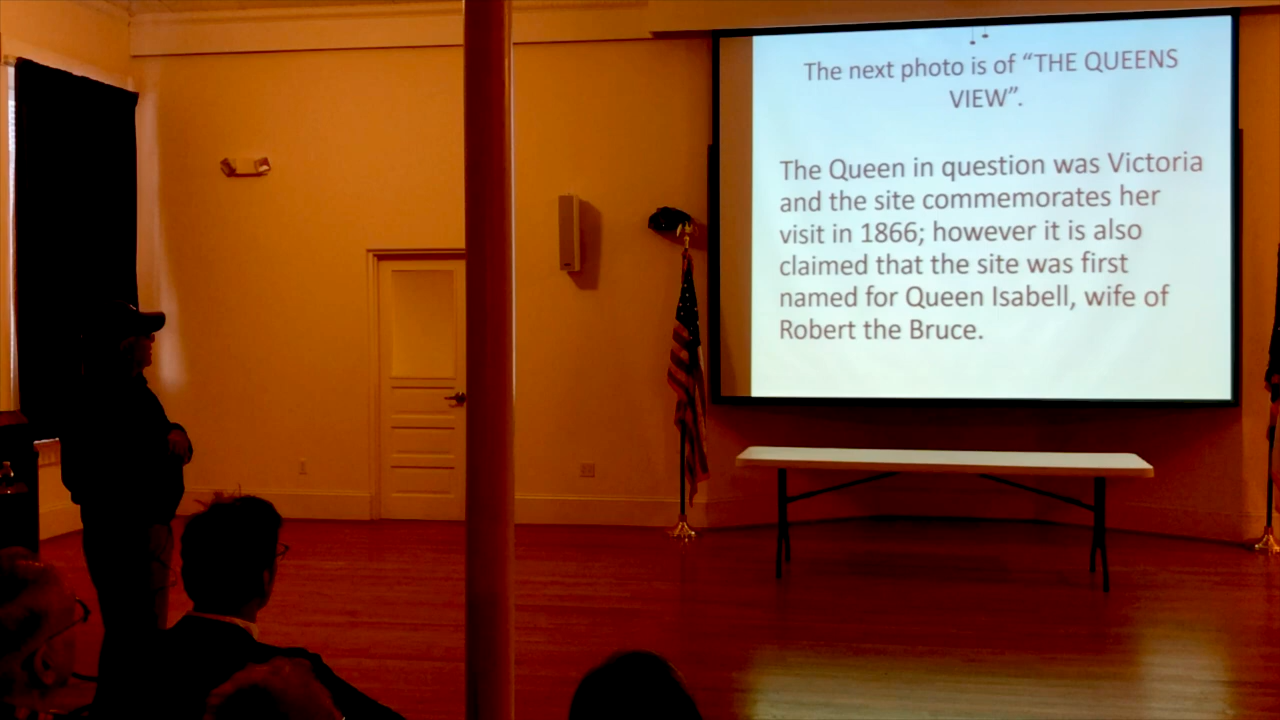 The next photo is of “THE QUEENS
VIEW”.
The Queen in question was Victoria
and the site commemorates her
visit in 1866; however it is also
claimed that the site was first
named for Queen Isabell, wife of
Robert the Bruce.